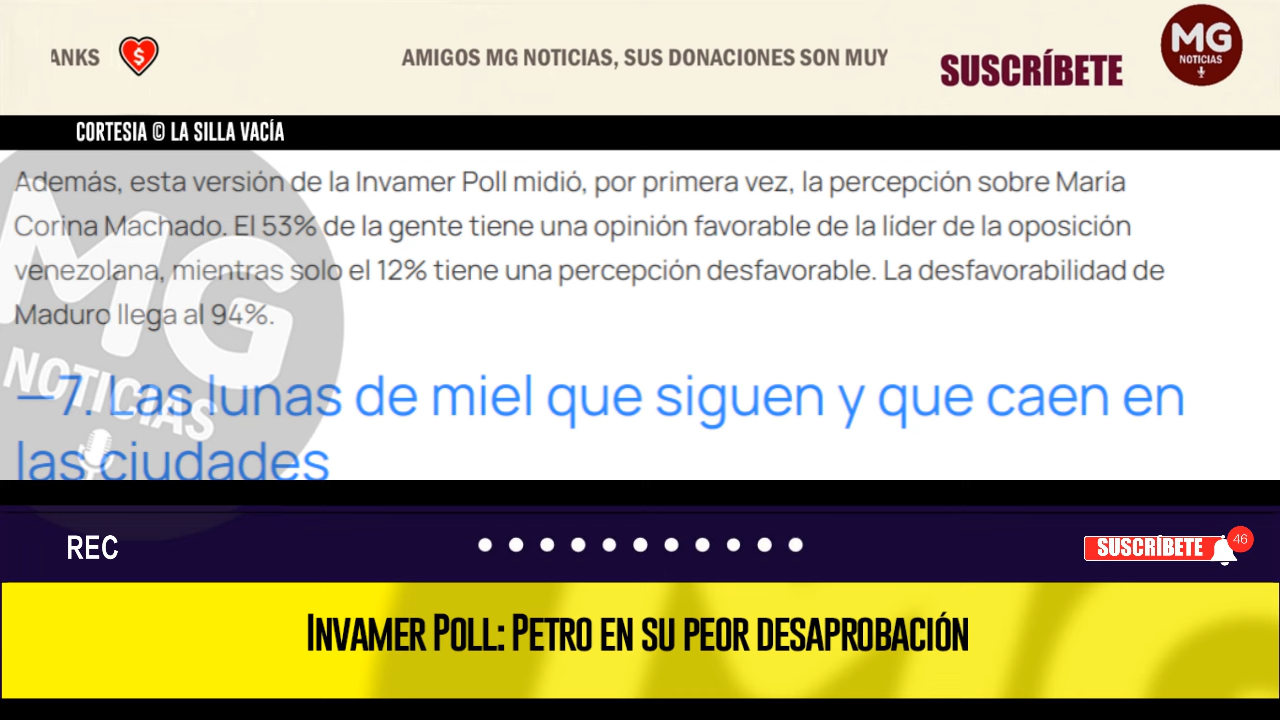 ANKS
AMIGOS MG NOTICIAS, SUS DONACIONES SON MUY
SUSCRÍBETE
MG
NOTICIAS
CORTESIA © LA SILLA VACÍA
Además, esta versión de la Invamer Poll midió, por primera vez, la percepción sobre María
Corina Machado. El 53% de la gente tiene una opinión favorable de la líder de la oposición
venezolana, mientras solo el 12% tiene una percepción desfavorable. La desfavorabilidad de
Maduro llega al 94%.
MG
NOTICIAS
—7. Las lunas de miel que siguen y que caen en
las ciudades
REC
SUSCRÍBETE
46
INVAMER POLL: PETRO EN SU PEOR DESAPROBACIÓN